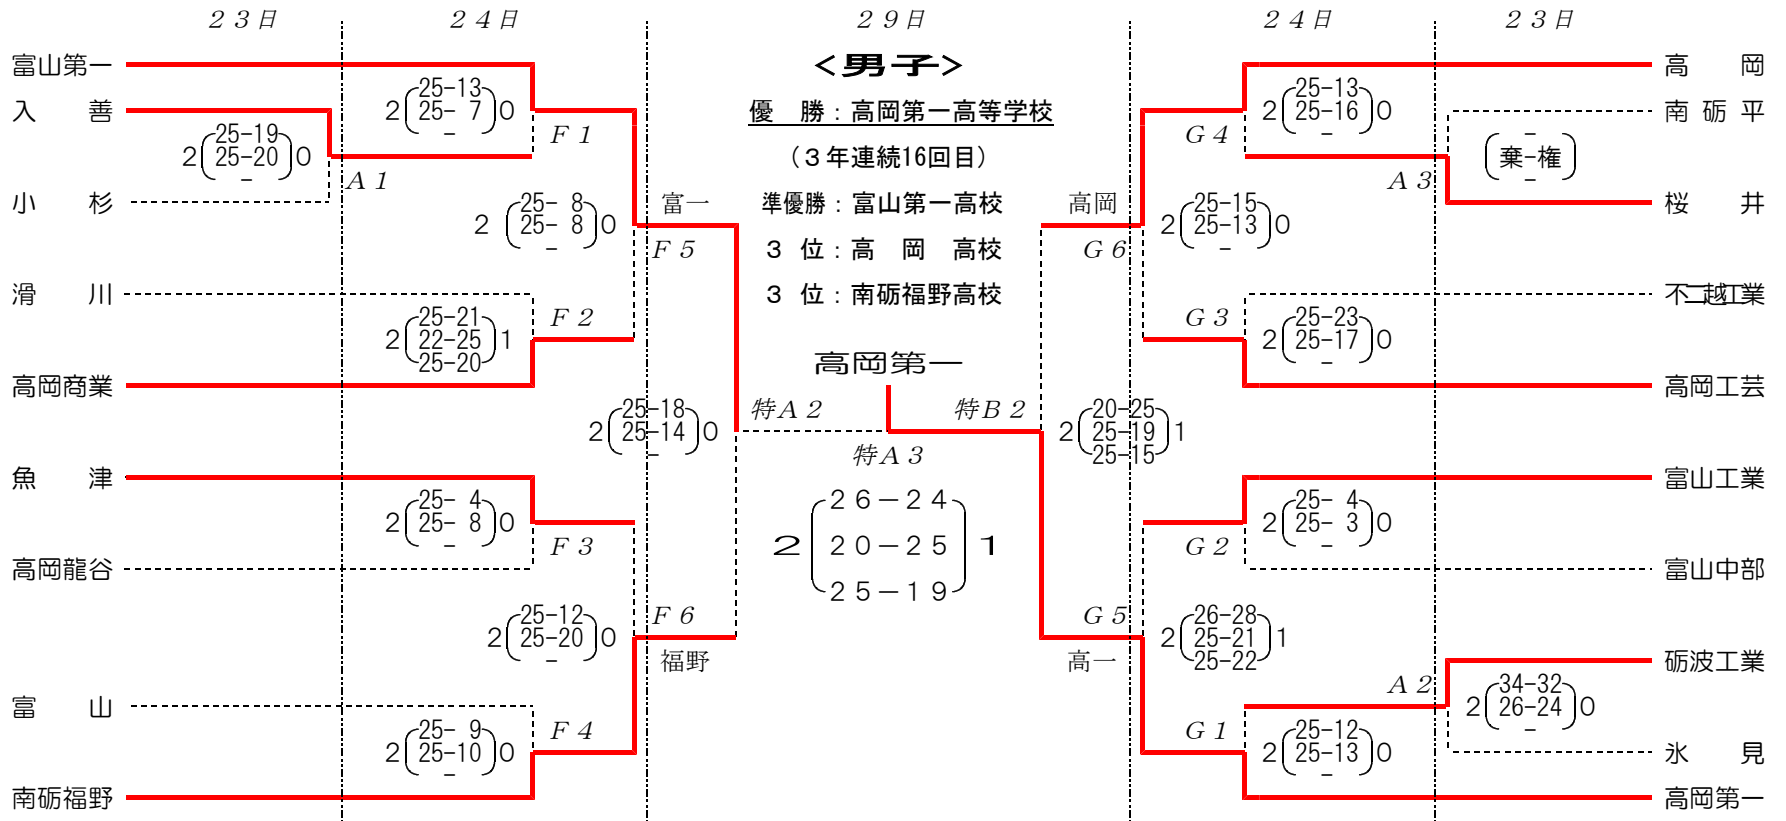 23日
24日
29日
24日
23日
富山第一
入　善
小　杉
滑　川
高岡商業
魚　津
高岡龍谷
富　山
南砺福野
2 25-19 25-20 - 0
A1
2 25-13 25- 7 - 0
F1
2 25- 8 25- 8 - 0
富一
F5
2 25-21 22-25 25-20 1
F2
2 25-18 25-14 - 0
特A2
2 25- 4 25- 8 - 0
F3
2 25-12 25-20 - 0
F6
福野
2 25- 9 25-10 - 0
F4
<男子>
優　勝：高岡第一高等学校
（３年連続16回目）
準優勝：富山第一高校
３　位：高　岡　高校
３　位：南砺福野高校
高岡第一
特A3
2 26－24 20－25 25－19 1
特B2
2 20-25 25-19 25-15 1
高岡
G6
2 25-15 25-13 - 0
G4
2 25-13 25-16 - 0
A3
- 棄-権 -
G3
2 25-23 25-17 - 0
G2
2 25- 4 25- 3 - 0
G5
高一
2 26-28 25-21 25-22 1
G1
2 25-12 25-13 - 0
A2
2 34-32 26-24 - 0
高　岡
南砺平
桜　井
不二越工業
高岡工芸
富山工業
富山中部
砺波工業
氷　見
高岡第一